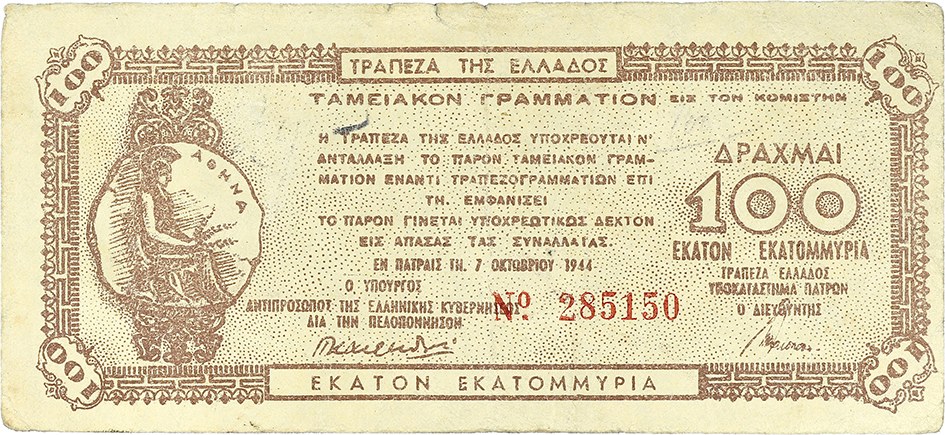 100
100
ΤΡΑΠΕΖΑ ΤΗΣ ΕΛΛΑΔΟΣ
ΤΑΜΕΙΑΚΟΝ ΓΡΑΜΜΑΤΙΟΝ ΕΙΣ ΤΟΝ ΚΟΜΙΣΤΗΝ
Η ΤΡΑΠΕΖΑ ΤΗΣ ΕΛΛΑΔΟΣ ΥΠΟΧΡΕΟΥΤΑΙ Ν'
ΑΝΤΑΛΛΑΞΗ ΤΟ ΠΑΡΟΝ ΤΑΜΕΙΑΚΟΝ ΓΡΑΜ-
ΜΑΤΙΟΝ ΕΝΑΝΤΙ ΤΡΑΠΕΖΟΓΡΑΜΜΑΤΙΩΝ ΕΠΙ
ΤΗ. ΕΜΦΑΝΙΣΕΙ
ΤΟ ΠΑΡΟΝ ΓΙΝΕΤΑΙ ΥΠΟΧΡΕΩΤΙΚΩΣ ΔΕΚΤΟΝ
ΕΙΣ ΑΠΑΣΑΣ ΤΑΣ ΣΥΝΑΛΛΑΓΑΣ.
ΕΝ ΠΑΤΡΑΙΣ ΤΗ. 7 ΟΚΤΩΒΡΙΟΥ 1944
Ο ΥΠΟΥΡΓΟΣ
ΑΝΤΙΠΡΟΣΩΠΟΣ ΤΗΣ ΕΛΛΗΝΙΚΗΣ ΚΥΒΕΡΝΗΣΕΩΣ
ΔΙΑ ΤΗΝ ΠΕΛΟΠΟΝΝΗΣΟΝ
Nº. 285150
ΔΡΑΧΜΑΙ
100
ΕΚΑΤΟΝ ΕΚΑΤΟΜΜΥΡΙΑ
ΤΡΑΠΕΖΑ ΕΛΛΑΔΟΣ
ΥΠΟΚΑΤΑΣΤΗΜΑ ΠΑΤΡΩΝ
Ο ΔΙΕΥΘΥΝΤΗΣ
ΑΘΗΝΑ
100
ΕΚΑΤΟΝ ΕΚΑΤΟΜΜΥΡΙΑ
100